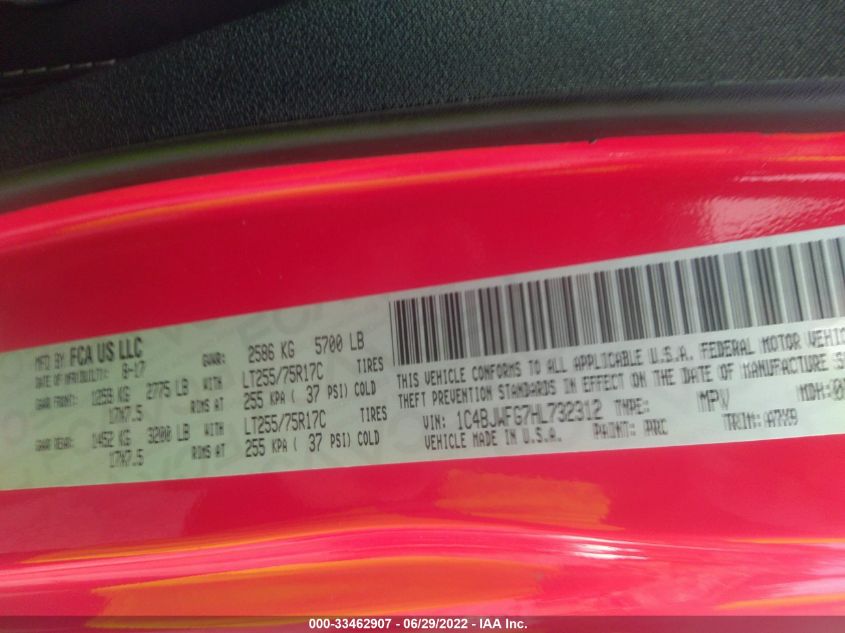 MFD BY: FCA US LLC
DATE OF MFR: 8-17 GVWR: 2586 KG 5700 LB
GAWR FRONT: 1259 KG 2775 LB WITH LT255/75R17C TIRES
17X7.5 RIMS AT 255 KPA ( 37 PSI) COLD
GAWR REAR: 1452 KG 3200 LB WITH LT255/75R17C TIRES
17X7.5 RIMS AT 255 KPA ( 37 PSI) COLD
THIS VEHICLE CONFORMS TO ALL APPLICABLE U.S.A. FEDERAL MOTOR VEHIC
THEFT PREVENTION STANDARDS IN EFFECT ON THE DATE OF MANUFACTURE
VIN: 1C4BJWFG7HL732312 TYPE: MPV MDH:
VEHICLE MADE IN U.S.A. PAINT: PRC TRIM: A7X9
000-33462907 - 06/29/2022 - IAA Inc.